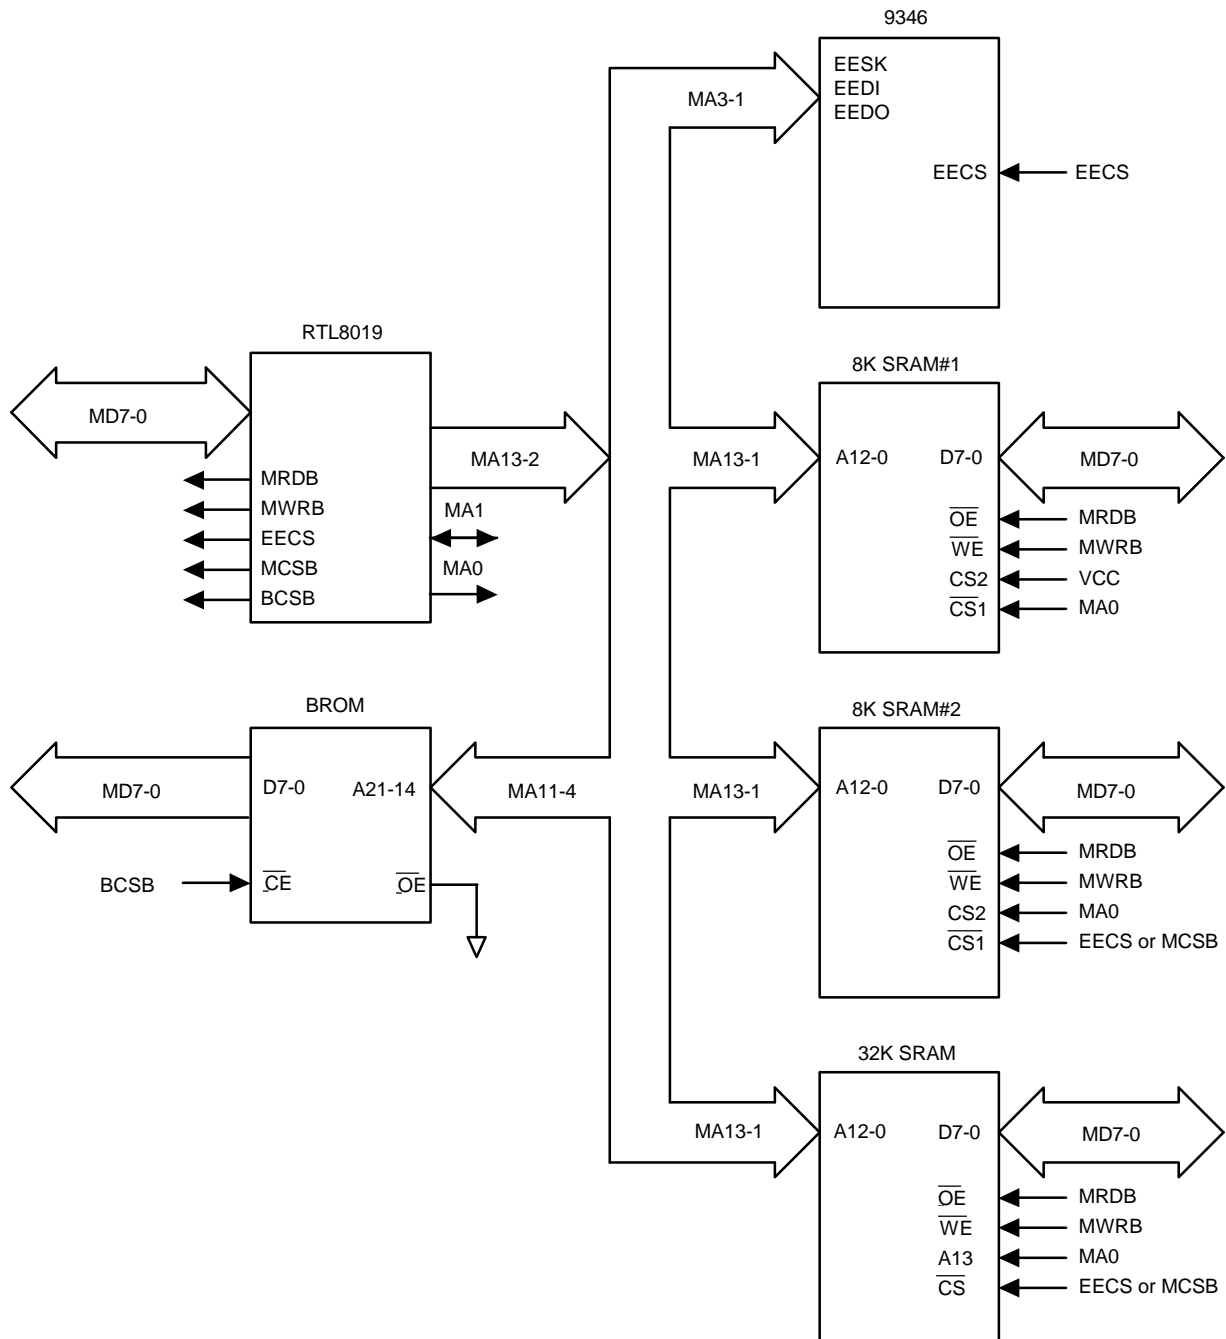 9346
EESK
EEDI
EEDO
MA3-1
EECS
EECS
RTL8019
MD7-0
MRDB
MWRB
EECS
MCSB
BCSB
MA13-2
MA1
MA0
8K SRAM#1
MA13-1
A12-0
D7-0
MD7-0
OE
MRDB
WE
MWRB
CS2
VCC
CS1
MA0
BROM
MD7-0
D7-0
A21-14
MA11-4
BCSB
CE
OE
8K SRAM#2
MA13-1
A12-0
D7-0
MD7-0
OE
MRDB
WE
MWRB
CS2
MA0
CS1
EECS or MCSB
32K SRAM
MA13-1
A12-0
D7-0
MD7-0
OE
MRDB
WE
MWRB
A13
MA0
CS
EECS or MCSB